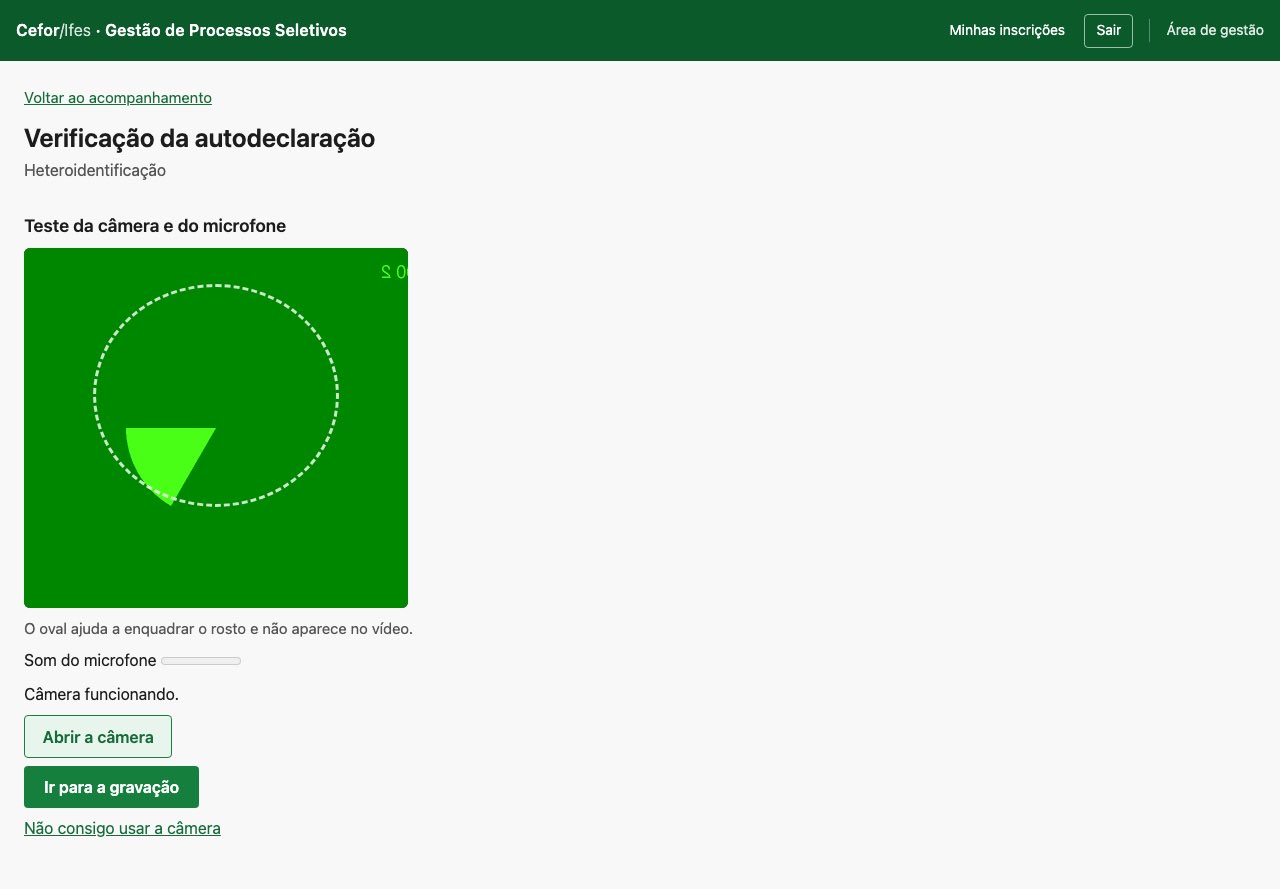 Cefor/Ifes · Gestão de Processos Seletivos
Minhas inscrições
Sair
Área de gestão
Voltar ao acompanhamento
Verificação da autodeclaração
Heteroidentificação
Teste da câmera e do microfone
O oval ajuda a enquadrar o rosto e não aparece no vídeo.
Som do microfone
Câmera funcionando.
Abrir a câmera
Ir para a gravação
Não consigo usar a câmera